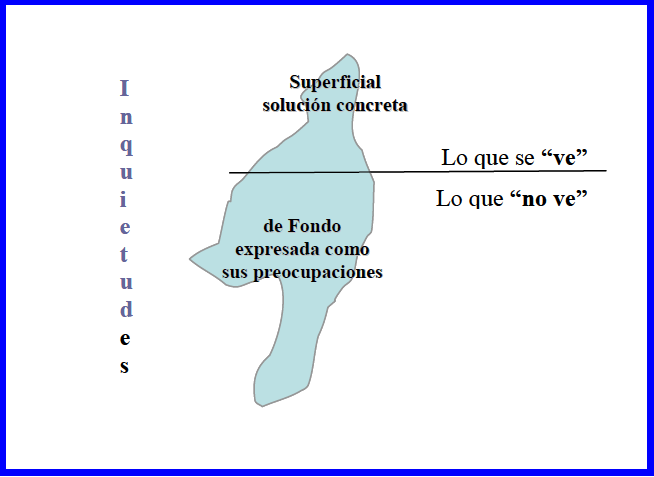 Inquietudes
Superficial
solución concreta
Lo que se “ve”
Lo que “no ve”
de Fondo
expresada como
sus preocupaciones